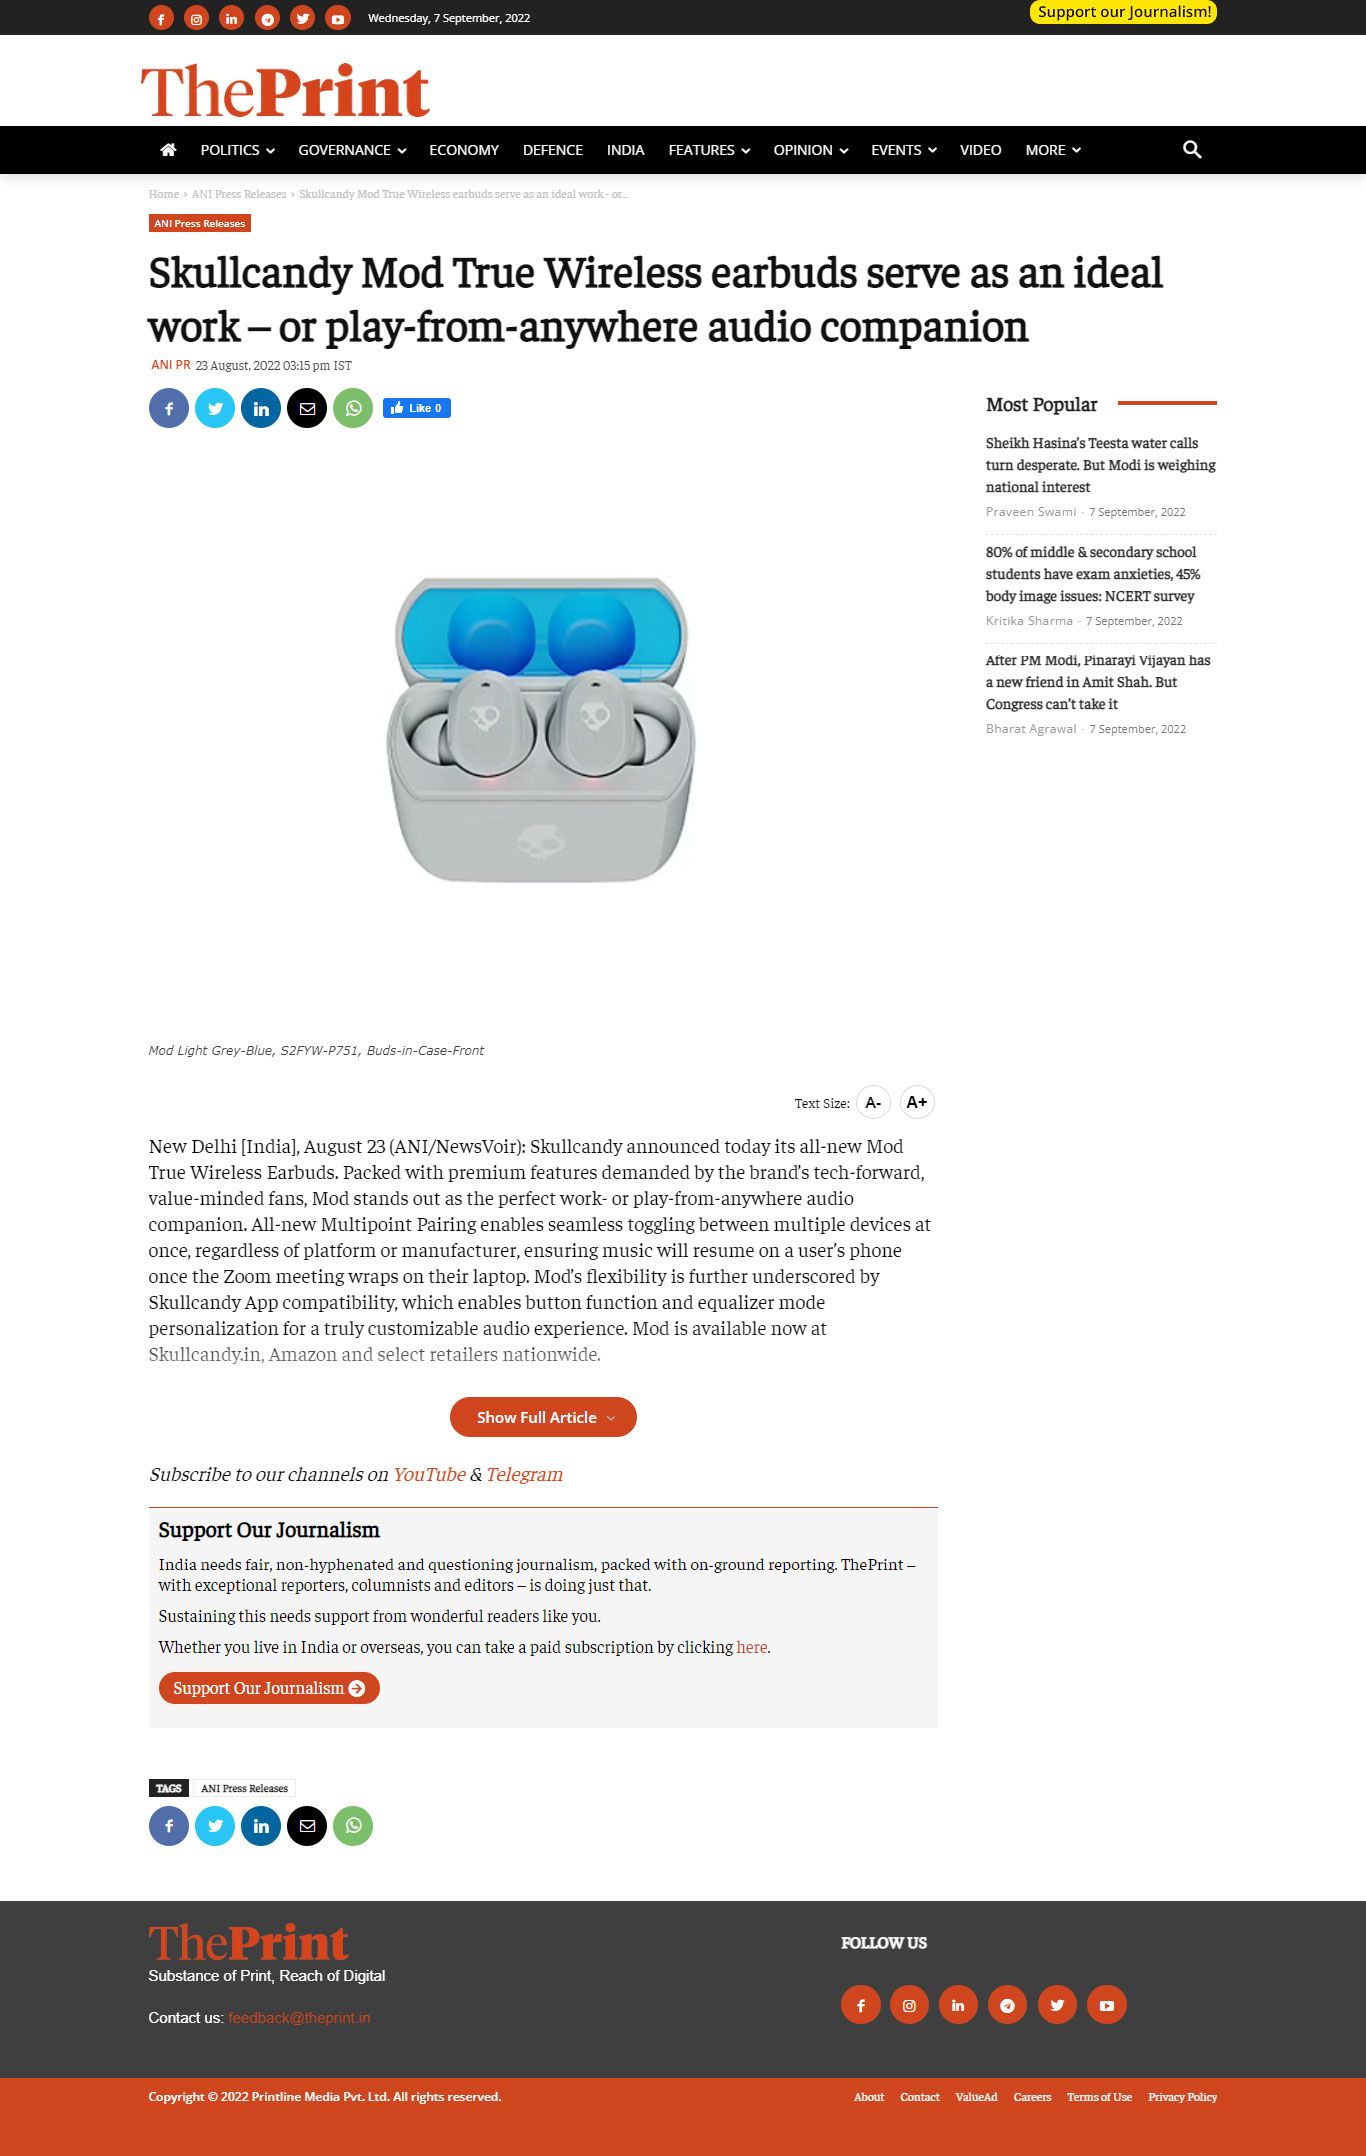 Wednesday, 7 September, 2022
Support our Journalism!
ThePrint
POLITICS
GOVERNANCE
ECONOMY
DEFENCE
INDIA
FEATURES
OPINION
EVENTS
VIDEO
MORE
Home › ANI Press Releases › Skullcandy Mod True Wireless earbuds serve as an ideal work - or...
ANI Press Releases
Skullcandy Mod True Wireless earbuds serve as an ideal
work – or play-from-anywhere audio companion
ANI PR 23 August, 2022 03:15 pm IST
Like 0
Mod Light Grey-Blue, S2FYW-P751, Buds-in-Case-Front
Text Size: A- A+
New Delhi [India], August 23 (ANI/NewsVoir): Skullcandy announced today its all-new Mod
True Wireless Earbuds. Packed with premium features demanded by the brand’s tech-forward,
value-minded fans, Mod stands out as the perfect work- or play-from-anywhere audio
companion. All-new Multipoint Pairing enables seamless toggling between multiple devices at
once, regardless of platform or manufacturer, ensuring music will resume on a user’s phone
once the Zoom meeting wraps on their laptop. Mod’s flexibility is further underscored by
Skullcandy App compatibility, which enables button function and equalizer mode
personalization for a truly customizable audio experience. Mod is available now at
Skullcandy.in, Amazon and select retailers nationwide.
Show Full Article
Subscribe to our channels on YouTube & Telegram
Support Our Journalism
India needs fair, non-hyphenated and questioning journalism, packed with on-ground reporting. ThePrint –
with exceptional reporters, columnists and editors – is doing just that.
Sustaining this needs support from wonderful readers like you.
Whether you live in India or overseas, you can take a paid subscription by clicking here.
Support Our Journalism
TAGS ANI Press Releases
Most Popular
Sheikh Hasina’s Teesta water calls
turn desperate. But Modi is weighing
national interest
Praveen Swami - 7 September, 2022
80% of middle & secondary school
students have exam anxieties, 45%
body image issues: NCERT survey
Kritika Sharma - 7 September, 2022
After PM Modi, Pinarayi Vijayan has
a new friend in Amit Shah. But
Congress can’t take it
Bharat Agrawal - 7 September, 2022
ThePrint
Substance of Print, Reach of Digital
Contact us: feedback@theprint.in
FOLLOW US
Copyright © 2022 Printline Media Pvt. Ltd. All rights reserved.
About
Contact
ValueAd
Careers
Terms of Use
Privacy Policy